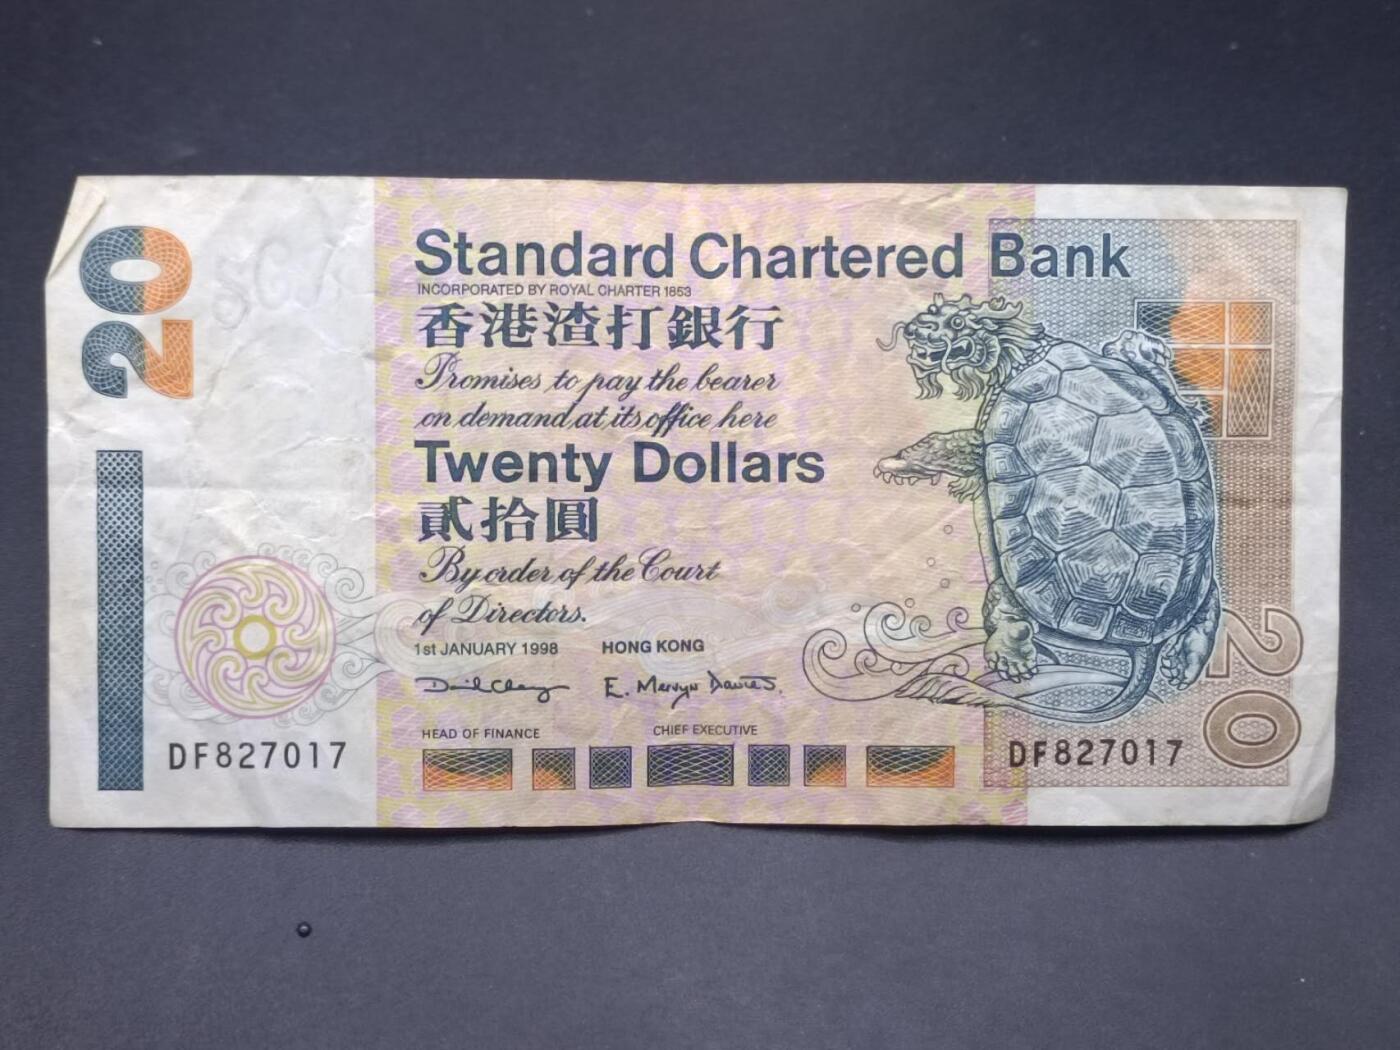 20
Standard Chartered Bank
INCORPORATED BY ROYAL CHARTER 1853
香港渣打銀行
Promises to pay the bearer
on demand at its office here
Twenty Dollars
貳拾圓
By order of the Court
of Directors.
1st JANUARY 1998 HONG KONG
E. Mervyn Davies.
HEAD OF FINANCE CHIEF EXECUTIVE
DF827017 DF827017
20